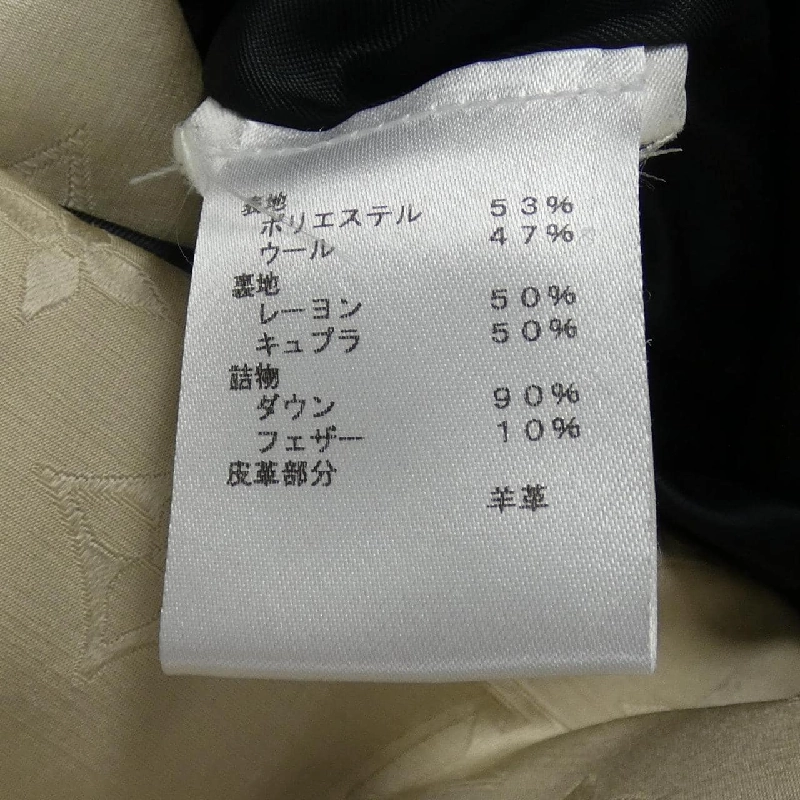 表地
ポリエステル 53%
ウール 47%
裏地
レーヨン 50%
キュプラ 50%
詰物
ダウン 90%
フェザー 10%
皮革部分
羊革